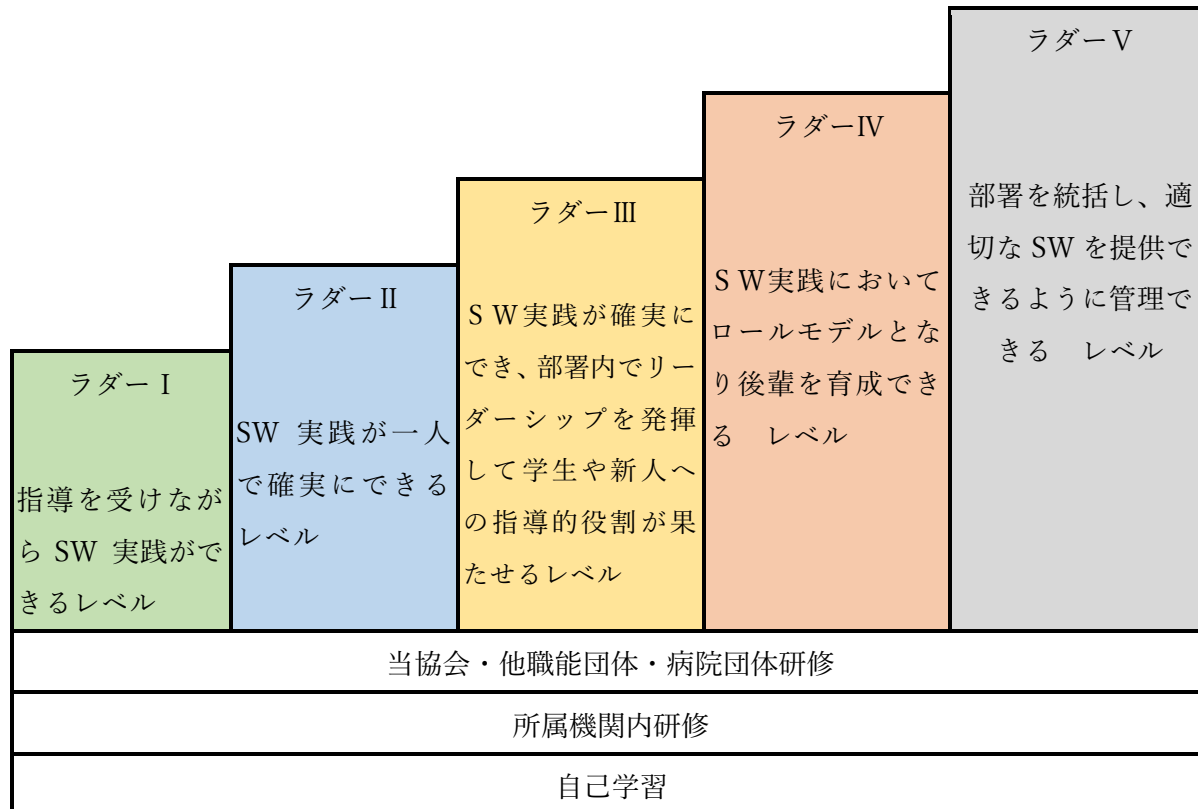 ラダーⅠ
指導を受けなが
ら SW 実践がで
きるレベル
ラダーⅡ
SW 実践が一人
で確実にできる
レベル
ラダーⅢ
ＳＷ実践が確実に
でき、部署内でリー
ダーシップを発揮
して学生や新人へ
の指導的役割が果
たせるレベル
ラダーⅣ
ＳＷ実践において
ロールモデルとな
り後輩を育成でき
る　レベル
ラダーⅤ
部署を統括し、適
切な SW を提供で
きるように管理で
きる　レベル
当協会・他職能団体・病院団体研修
所属機関内研修
自己学習